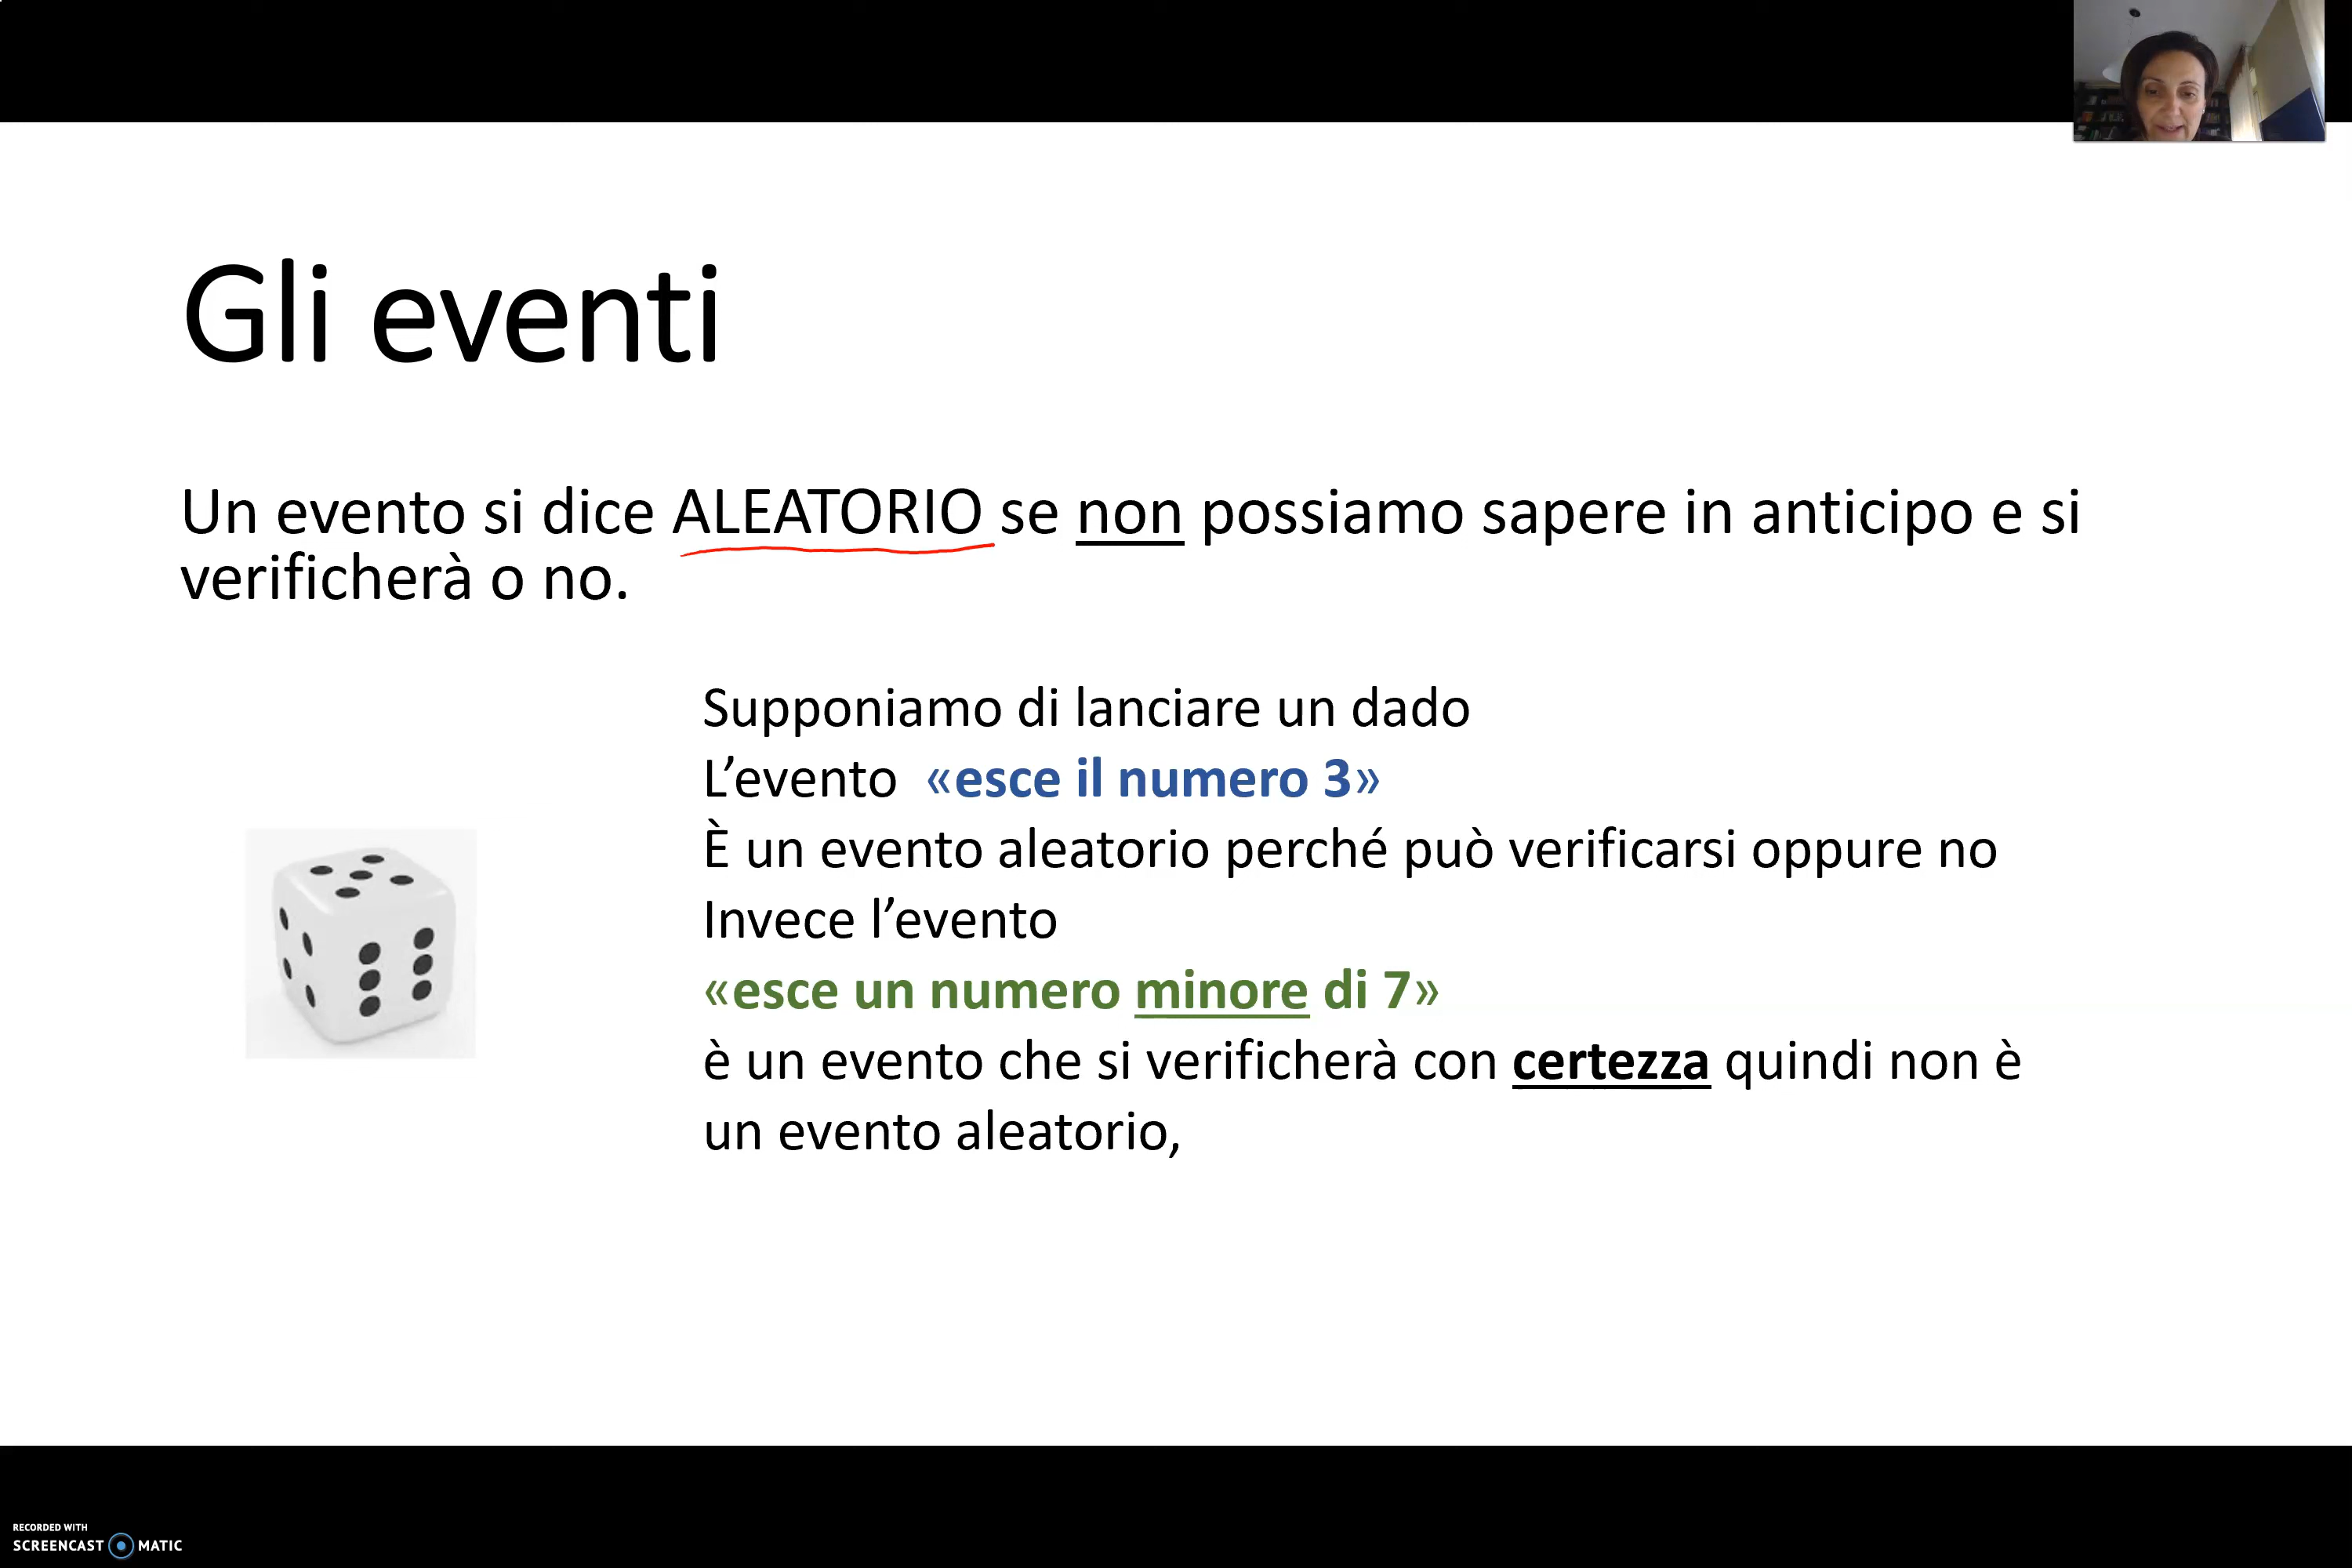 Gli eventi
Un evento si dice ALEATORIO se non possiamo sapere in anticipo e si
verificherà o no.
Supponiamo di lanciare un dado
L’evento «esce il numero 3»
È un evento aleatorio perché può verificarsi oppure no
Invece l’evento
«esce un numero minore di 7»
è un evento che si verificherà con certezza quindi non è
un evento aleatorio,
RECORDED WITH
SCREENCAST MATIC